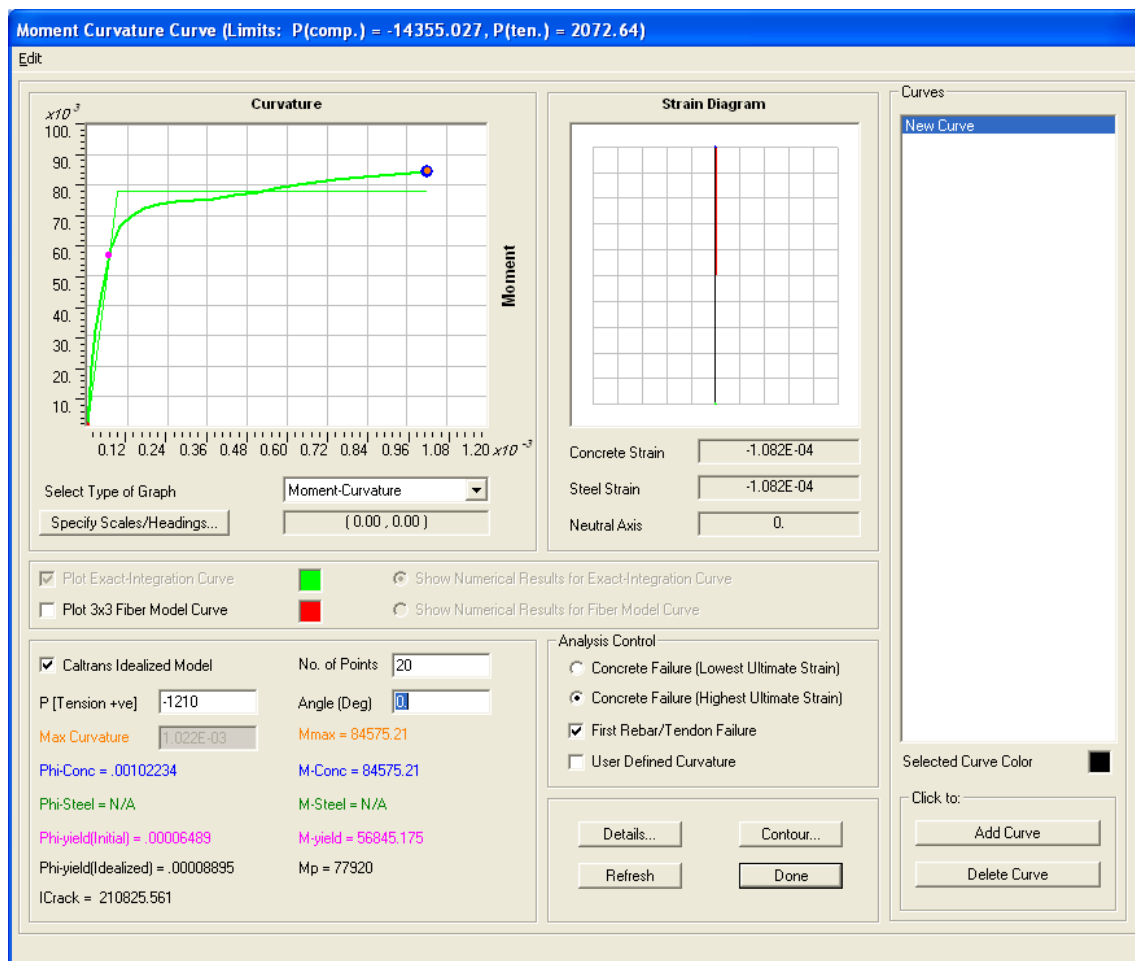 Moment Curvature Curve (Limits: P(comp.) = -14355.027, P(ten.) = 2072.64)
Edit
Curvature
x10 3
100.
90.
80.
70.
60.
50.
40.
30.
20.
10.
0.12 0.24 0.36 0.48 0.60 0.72 0.84 0.96 1.08 1.20 x10 -3
Moment
Select Type of Graph
Moment-Curvature
Specify Scales/Headings...
( 0.00 , 0.00 )
Strain Diagram
Concrete Strain -1.082E-04
Steel Strain -1.082E-04
Neutral Axis 0.
Curves
New Curve
Selected Curve Color
Click to:
Add Curve
Delete Curve
Plot Exact-Integration Curve
Show Numerical Results for Exact-Integration Curve
Plot 3x3 Fiber Model Curve
Show Numerical Results for Fiber Model Curve
Caltrans Idealized Model
No. of Points 20
P [Tension +ve] -1210
Angle (Deg) 0.
Max Curvature 1.022E-03
Mmax = 84575.21
Phi-Conc = .00102234
M-Conc = 84575.21
Phi-Steel = N/A
M-Steel = N/A
Phi-yield(Initial) = .00006489
M-yield = 56845.175
Phi-yield(Idealized) = .00008895
Mp = 77920
ICrack = 210825.561
Analysis Control
Concrete Failure (Lowest Ultimate Strain)
Concrete Failure (Highest Ultimate Strain)
First Rebar/Tendon Failure
User Defined Curvature
Details...
Contour...
Refresh
Done